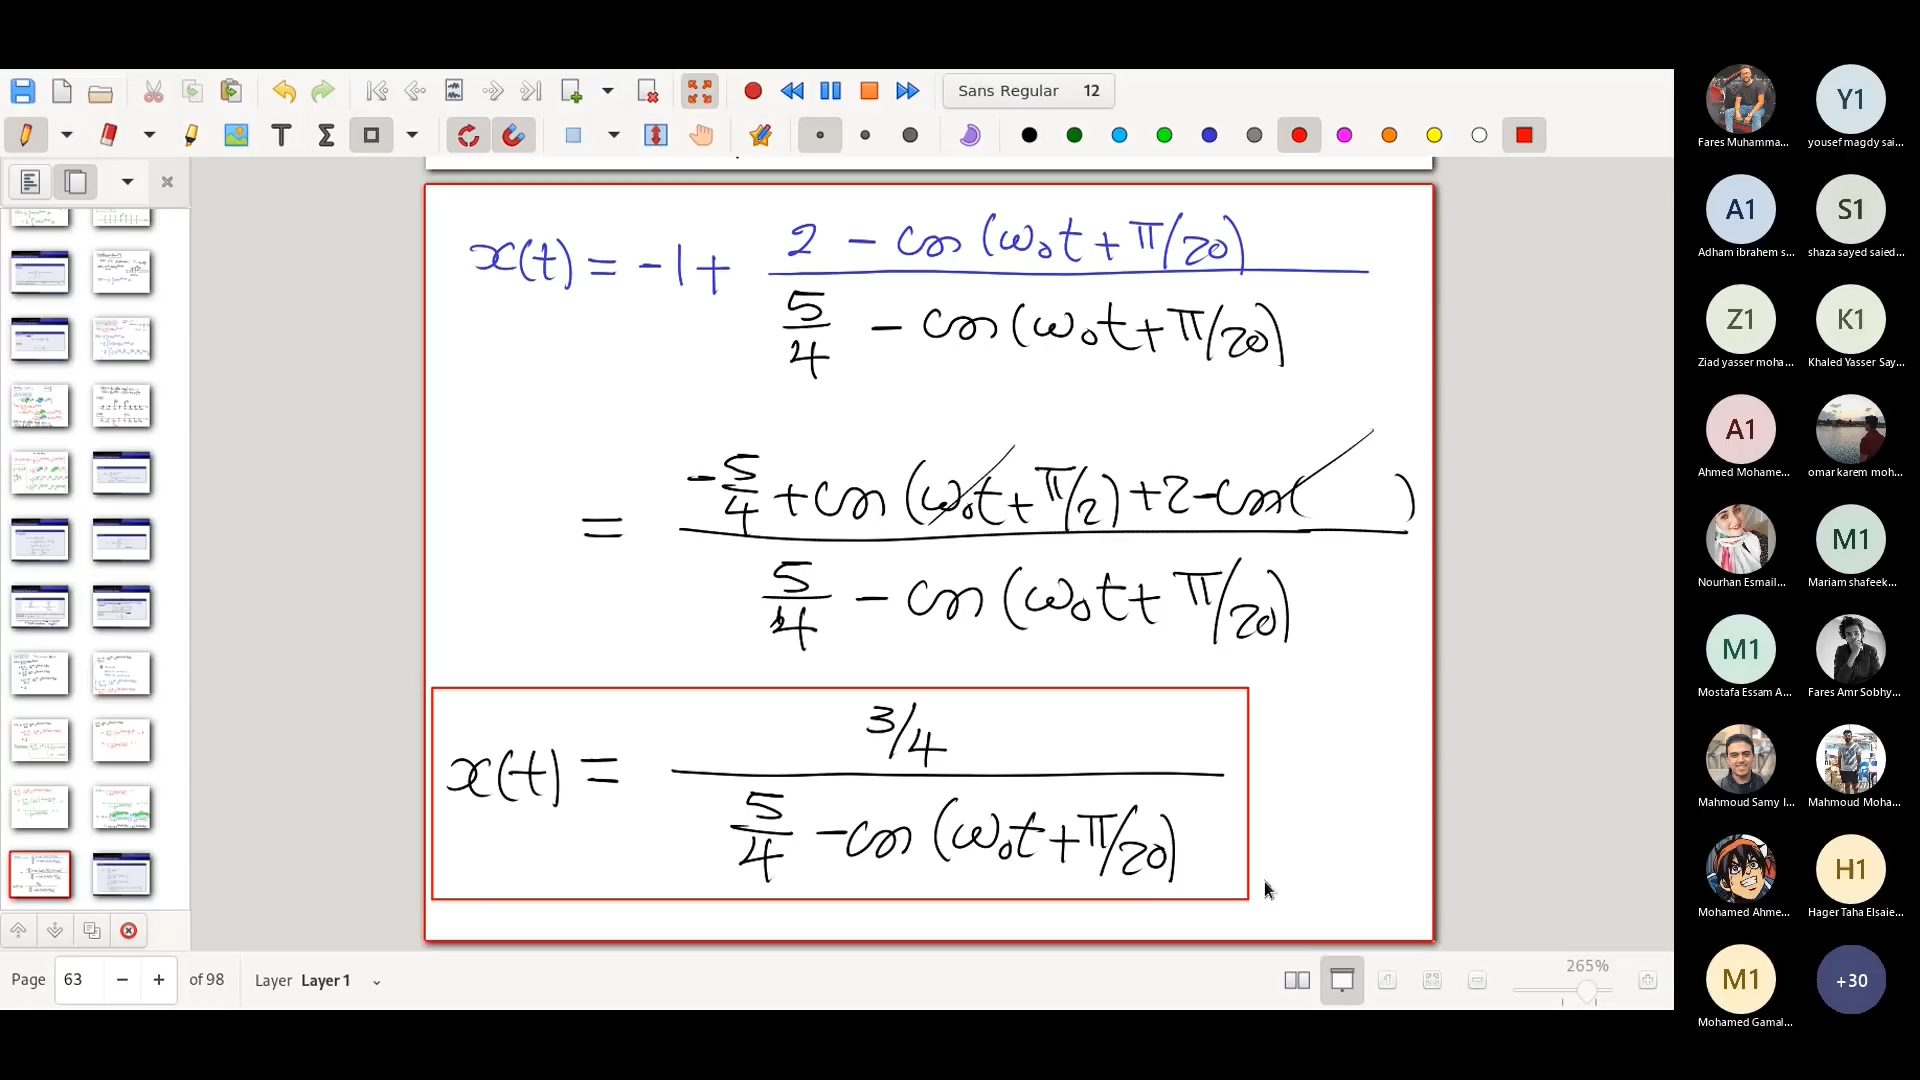 Sans Regular 12
x(t) = -1 + (2 - cos(ω₀t + π/20)) / (5/4 - cos(ω₀t + π/20))
= (-5/4 + cos(ω₀t + π/2) + 2 - cos( )) / (5/4 - cos(ω₀t + π/20))
x(t) = (3/4) / (5/4 - cos(ω₀t + π/20))
Page 63 of 98 Layer Layer 1 265%
Y1
Fares Muhamma... yousef magdy sai...
A1 S1
Adham ibrahem s... shaza sayed saied...
Z1 K1
Ziad yasser moha... Khaled Yasser Say...
A1
Ahmed Mohame... omar karem moh...
M1
Nourhan Esmail... Mariam shafeek...
M1
Mostafa Essam A... Fares Amr Sobhy...
Mahmoud Samy I... Mahmoud Moha...
H1
Mohamed Ahme... Hager Taha Elsaie...
M1 +30
Mohamed Gamal...